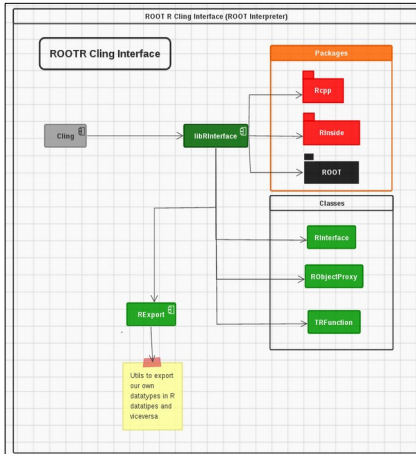 ROOT R Cling Interface (ROOT Interpreter)
ROOTR Cling Interface
Packages
Rcpp
Cling
libRInterface
RInside
ROOT
Classes
RInterface
RObjectProxy
RExport
TRFunction
Utils to export
our own
datatypes in R
datatipes and
viceversa